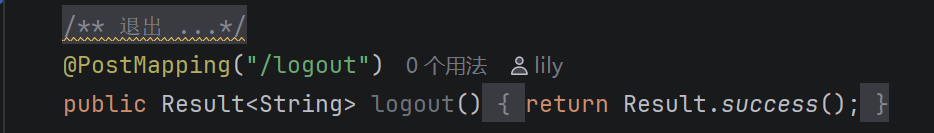 /** 退出 ...*/
@PostMapping("/logout") 0个用法 lily
public Result<String> logout() { return Result.success(); }